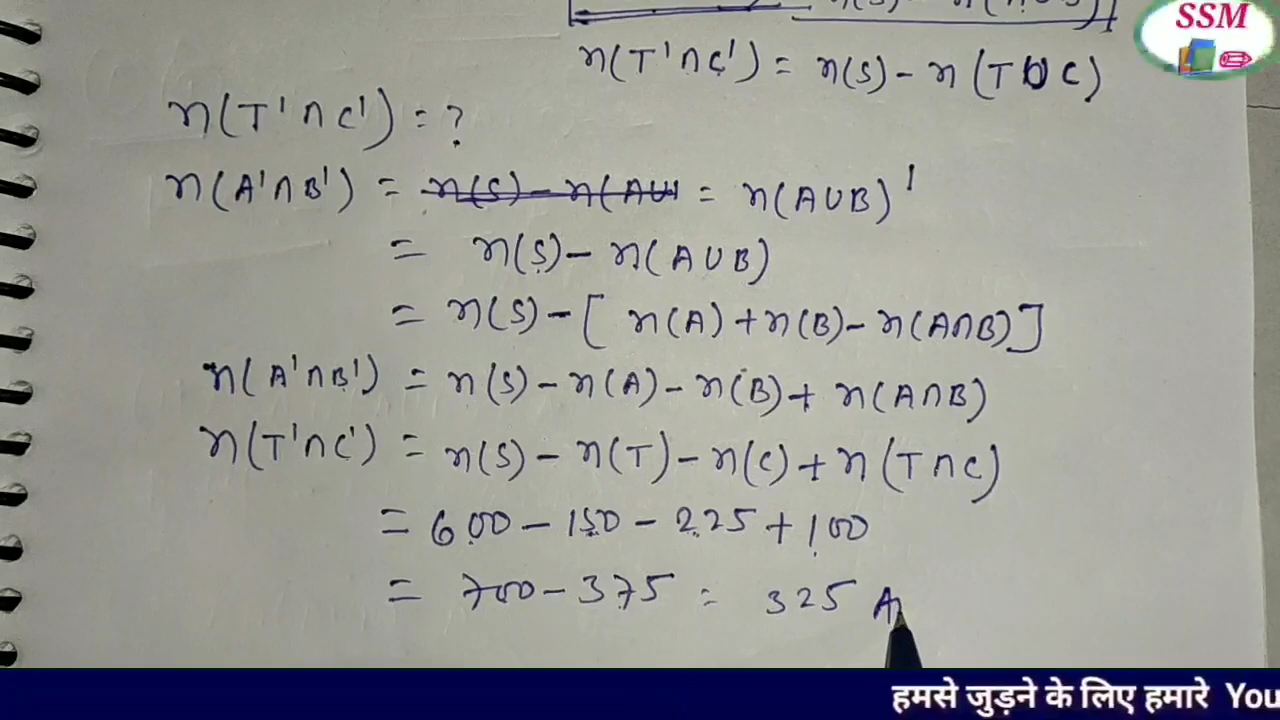 SSM
n(T'∩C') = n(S) - n(T∪C)
n(T'∩C') = ?
n(A'∩B') = n(S) - n(A∪ = n(A∪B)'
= n(S) - n(A∪B)
= n(S) - [ n(A) + n(B) - n(A∩B) ]
n(A'∩B') = n(S) - n(A) - n(B) + n(A∩B)
n(T'∩C') = n(S) - n(T) - n(C) + n(T∩C)
= 600 - 150 - 225 + 100
= 700 - 375 = 325 A
हमसे जुड़ने के लिए हमारे You